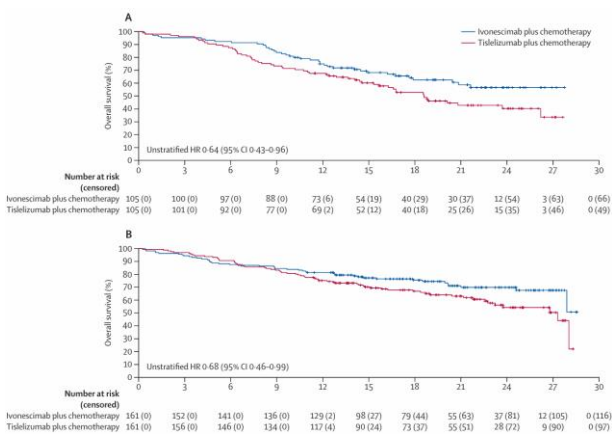 A
Ivonescimab plus chemotherapy
Tislelizumab plus chemotherapy
100
90
80
70
60
50
40
30
20
10
0
Overall survival (%)
Unstratified HR 0·64 (95% CI 0·43–0·96)
0 3 6 9 12 15 18 21 24 27 30
Number at risk
(censored)
Ivonescimab plus chemotherapy 105 (0) 100 (0) 97 (0) 88 (0) 73 (6) 54 (19) 40 (29) 30 (37) 12 (54) 3 (63) 0 (66)
Tislelizumab plus chemotherapy 105 (0) 101 (0) 92 (0) 77 (0) 69 (2) 52 (12) 40 (18) 25 (26) 15 (35) 3 (46) 0 (49)
B
100
90
80
70
60
50
40
30
20
10
0
Overall survival (%)
Unstratified HR 0·68 (95% CI 0·46–0·99)
0 3 6 9 12 15 18 21 24 27 30
Number at risk
(censored)
Ivonescimab plus chemotherapy 161 (0) 152 (0) 141 (0) 136 (0) 129 (2) 98 (27) 79 (44) 55 (63) 37 (81) 12 (105) 0 (116)
Tislelizumab plus chemotherapy 161 (0) 156 (0) 146 (0) 134 (0) 117 (4) 90 (24) 73 (37) 55 (51) 28 (72) 9 (90) 0 (97)